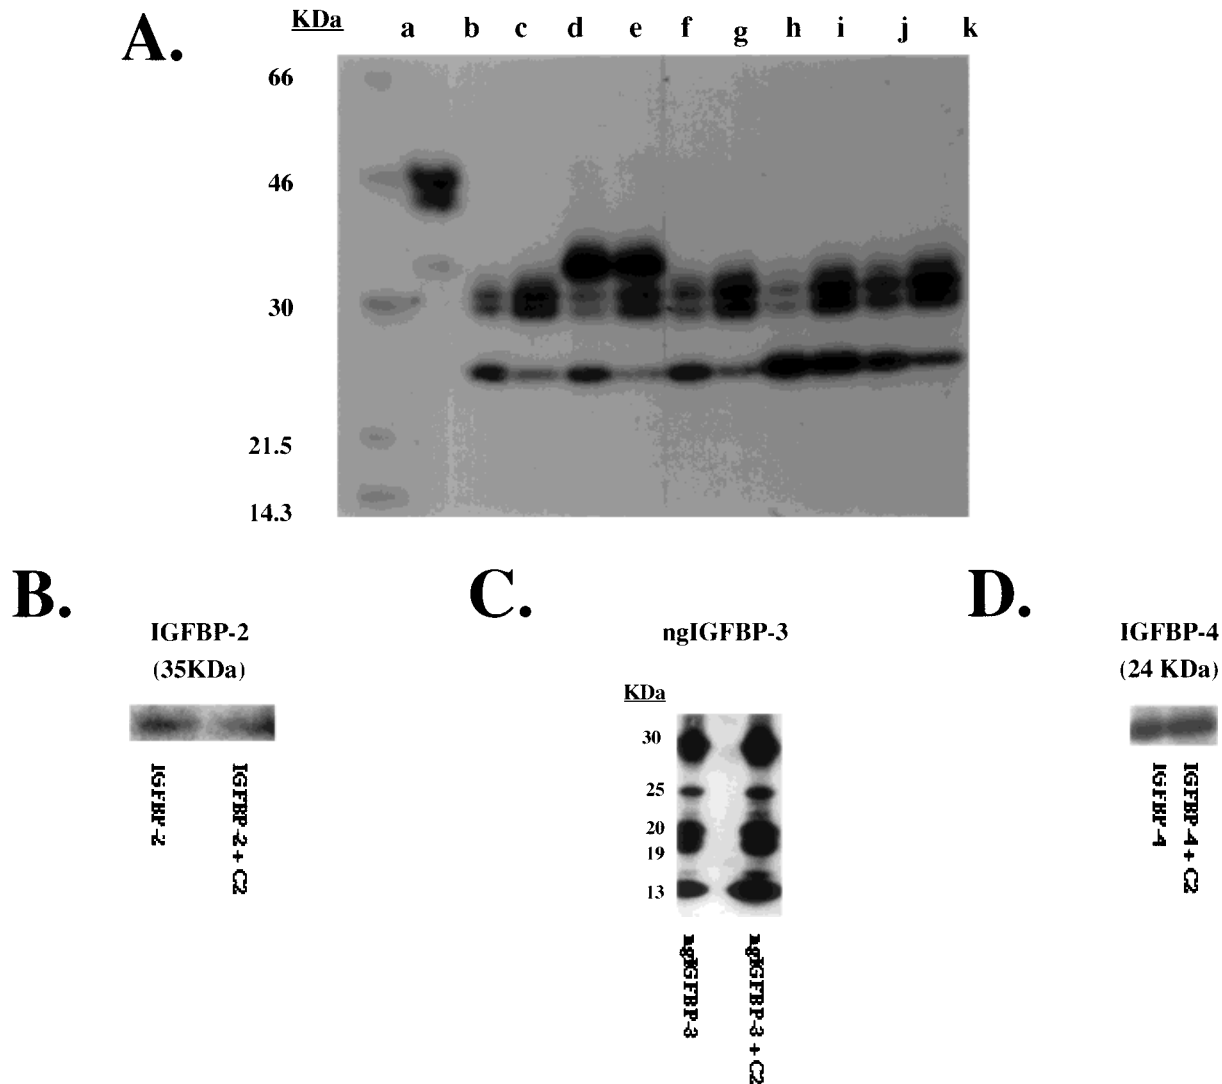 A.
KDa a b c d e f g h i j k
66
46
30
21.5
14.3
B.
IGFBP-2
(35KDa)
IGFBP-2
IGFBP-2 + C2
C.
ngIGFBP-3
KDa
30
25
20
19
13
ngIGFBP-3
ngIGFBP-3 + C2
D.
IGFBP-4
(24 KDa)
IGFBP-4
IGFBP-4 + C2